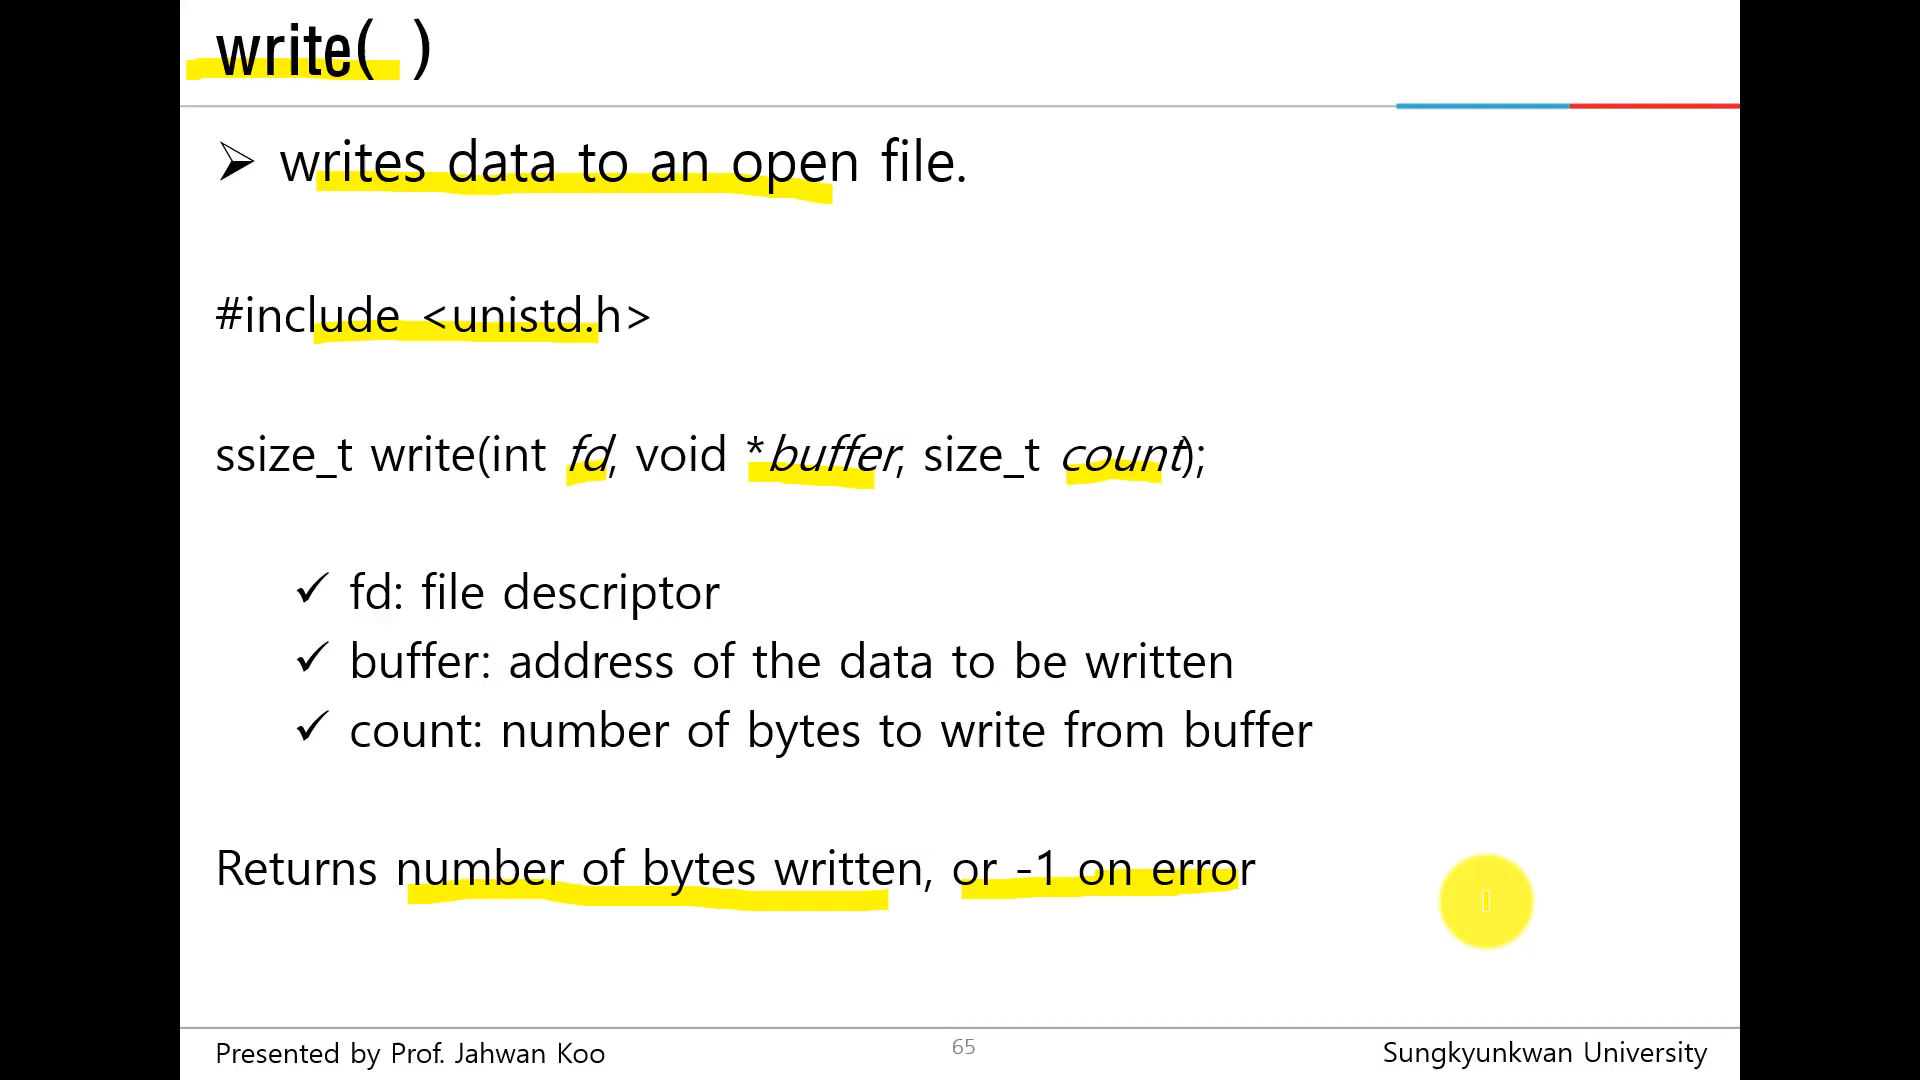 write( )
writes data to an open file.
#include <unistd.h>
ssize_t write(int fd, void *buffer, size_t count);
fd: file descriptor
buffer: address of the data to be written
count: number of bytes to write from buffer
Returns number of bytes written, or -1 on error
Presented by Prof. Jahwan Koo
65
Sungkyunkwan University